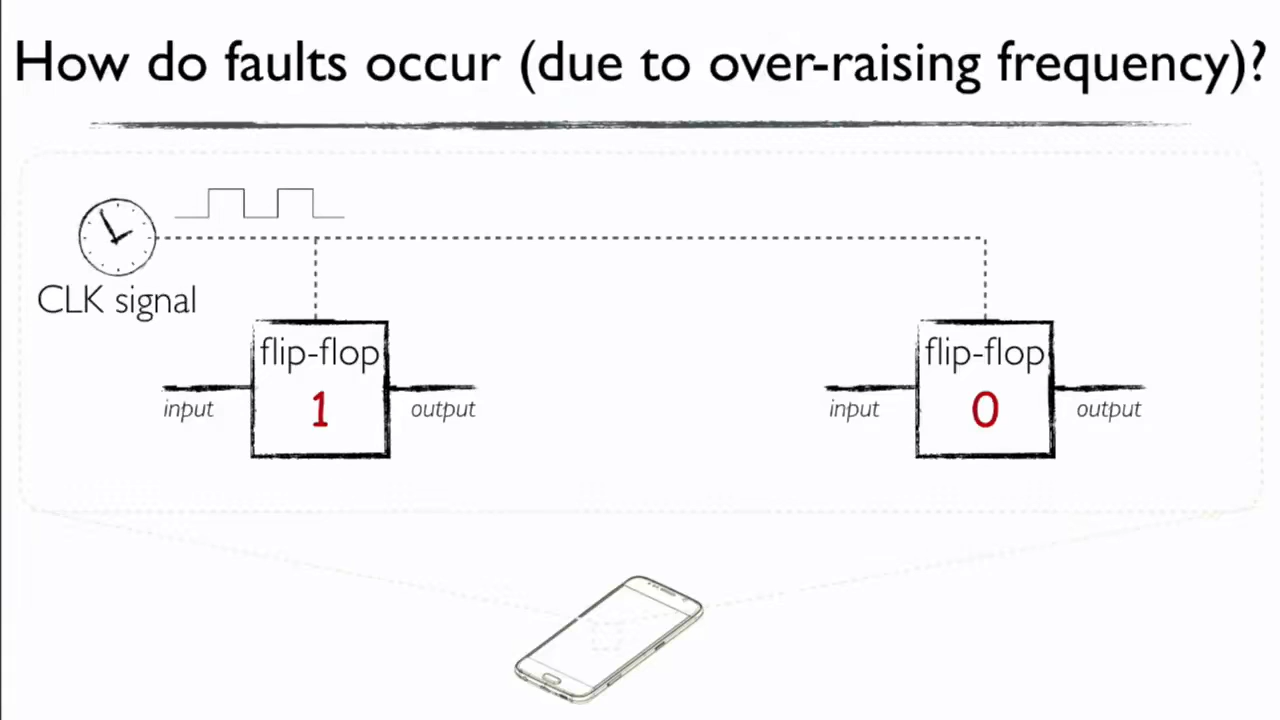 How do faults occur (due to over-raising frequency)?
CLK signal
flip-flop
1
input
output
flip-flop
0
input
output